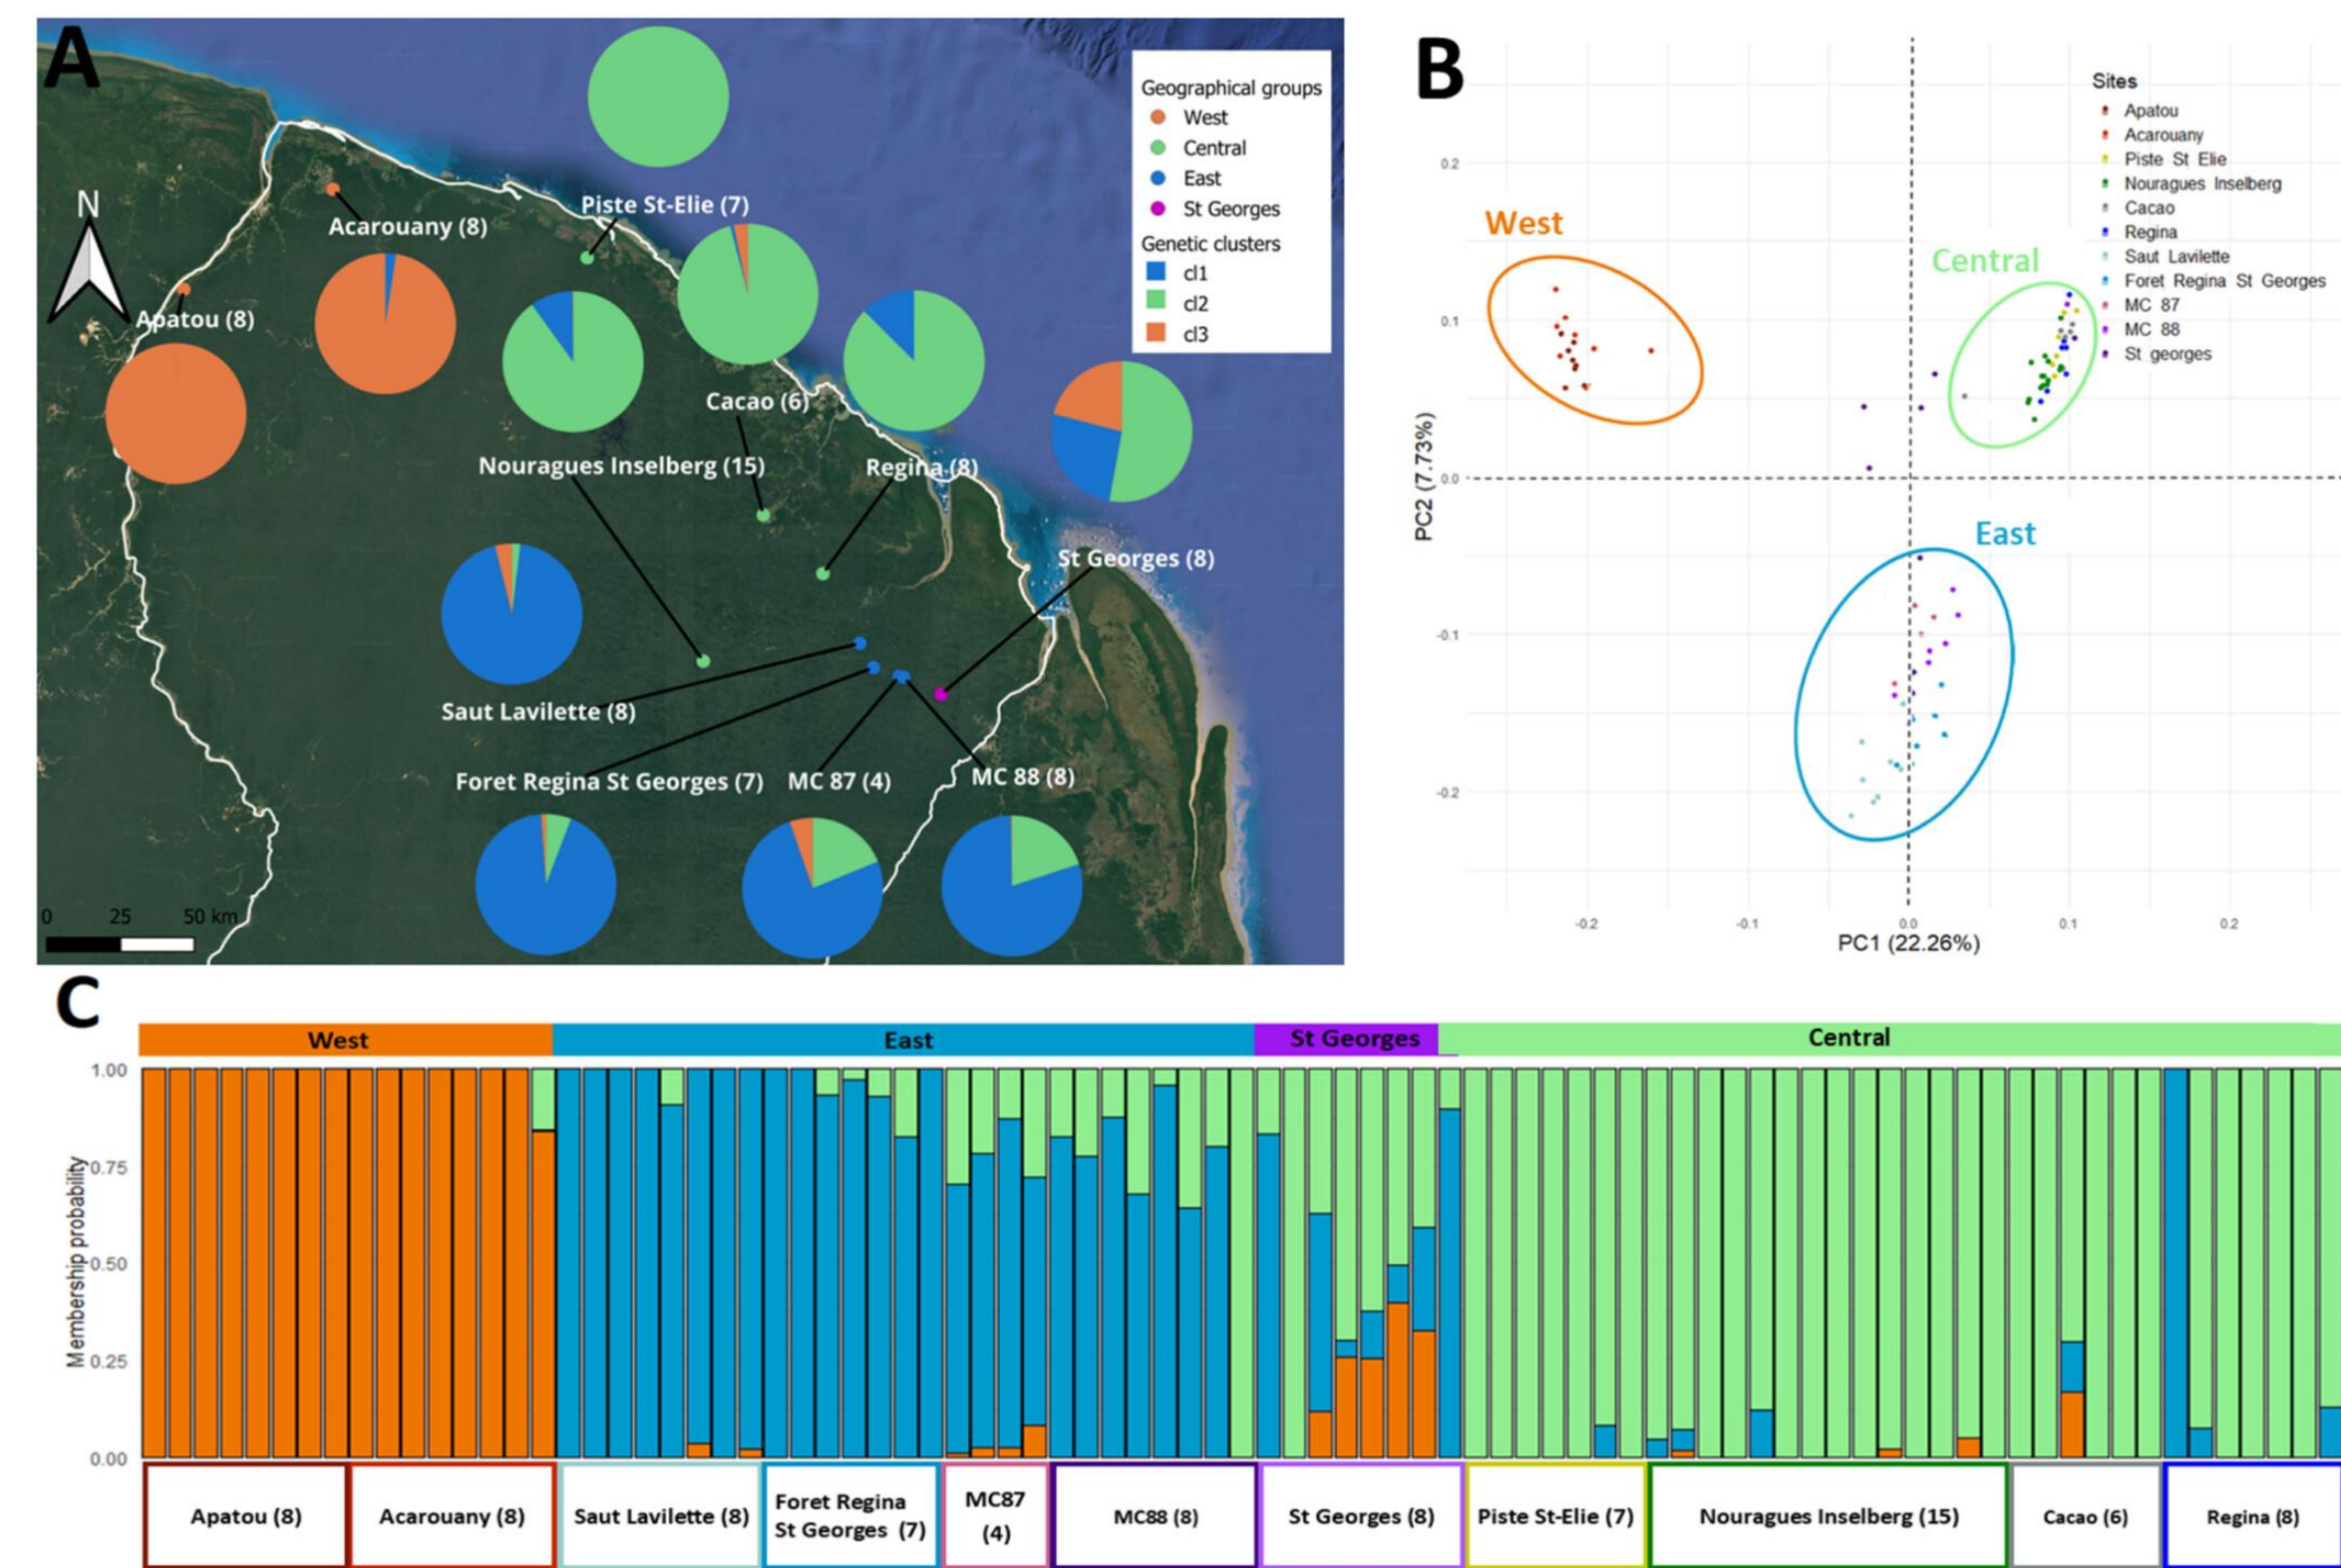 A
Geographical groups
West
Central
East
St Georges
Genetic clusters
cl1
cl2
cl3
N
Piste St-Elie (7)
Acarouany (8)
Apatou (8)
Cacao (6)
Nouragues Inselberg (15)
Regina (8)
St Georges (8)
Saut Lavilette (8)
Foret Regina St Georges (7)
MC 87 (4)
MC 88 (8)
0 25 50 km
B
Sites
Apatou
Acarouany
Piste St Elie
Nouragues Inselberg
Cacao
Regina
Saut Lavilette
Foret Regina St Georges
MC 87
MC 88
St georges
West
Central
East
0.2
0.1
0.0
-0.1
-0.2
PC2 (7.73%)
-0.2 -0.1 0.0 0.1 0.2
PC1 (22.26%)
C
West East St Georges Central
1.00
0.75
0.50
0.25
0.00
Membership probability
Apatou (8)
Acarouany (8)
Saut Lavilette (8)
Foret Regina
St Georges (7)
MC87
(4)
MC88 (8)
St Georges (8)
Piste St-Elie (7)
Nouragues Inselberg (15)
Cacao (6)
Regina (8)